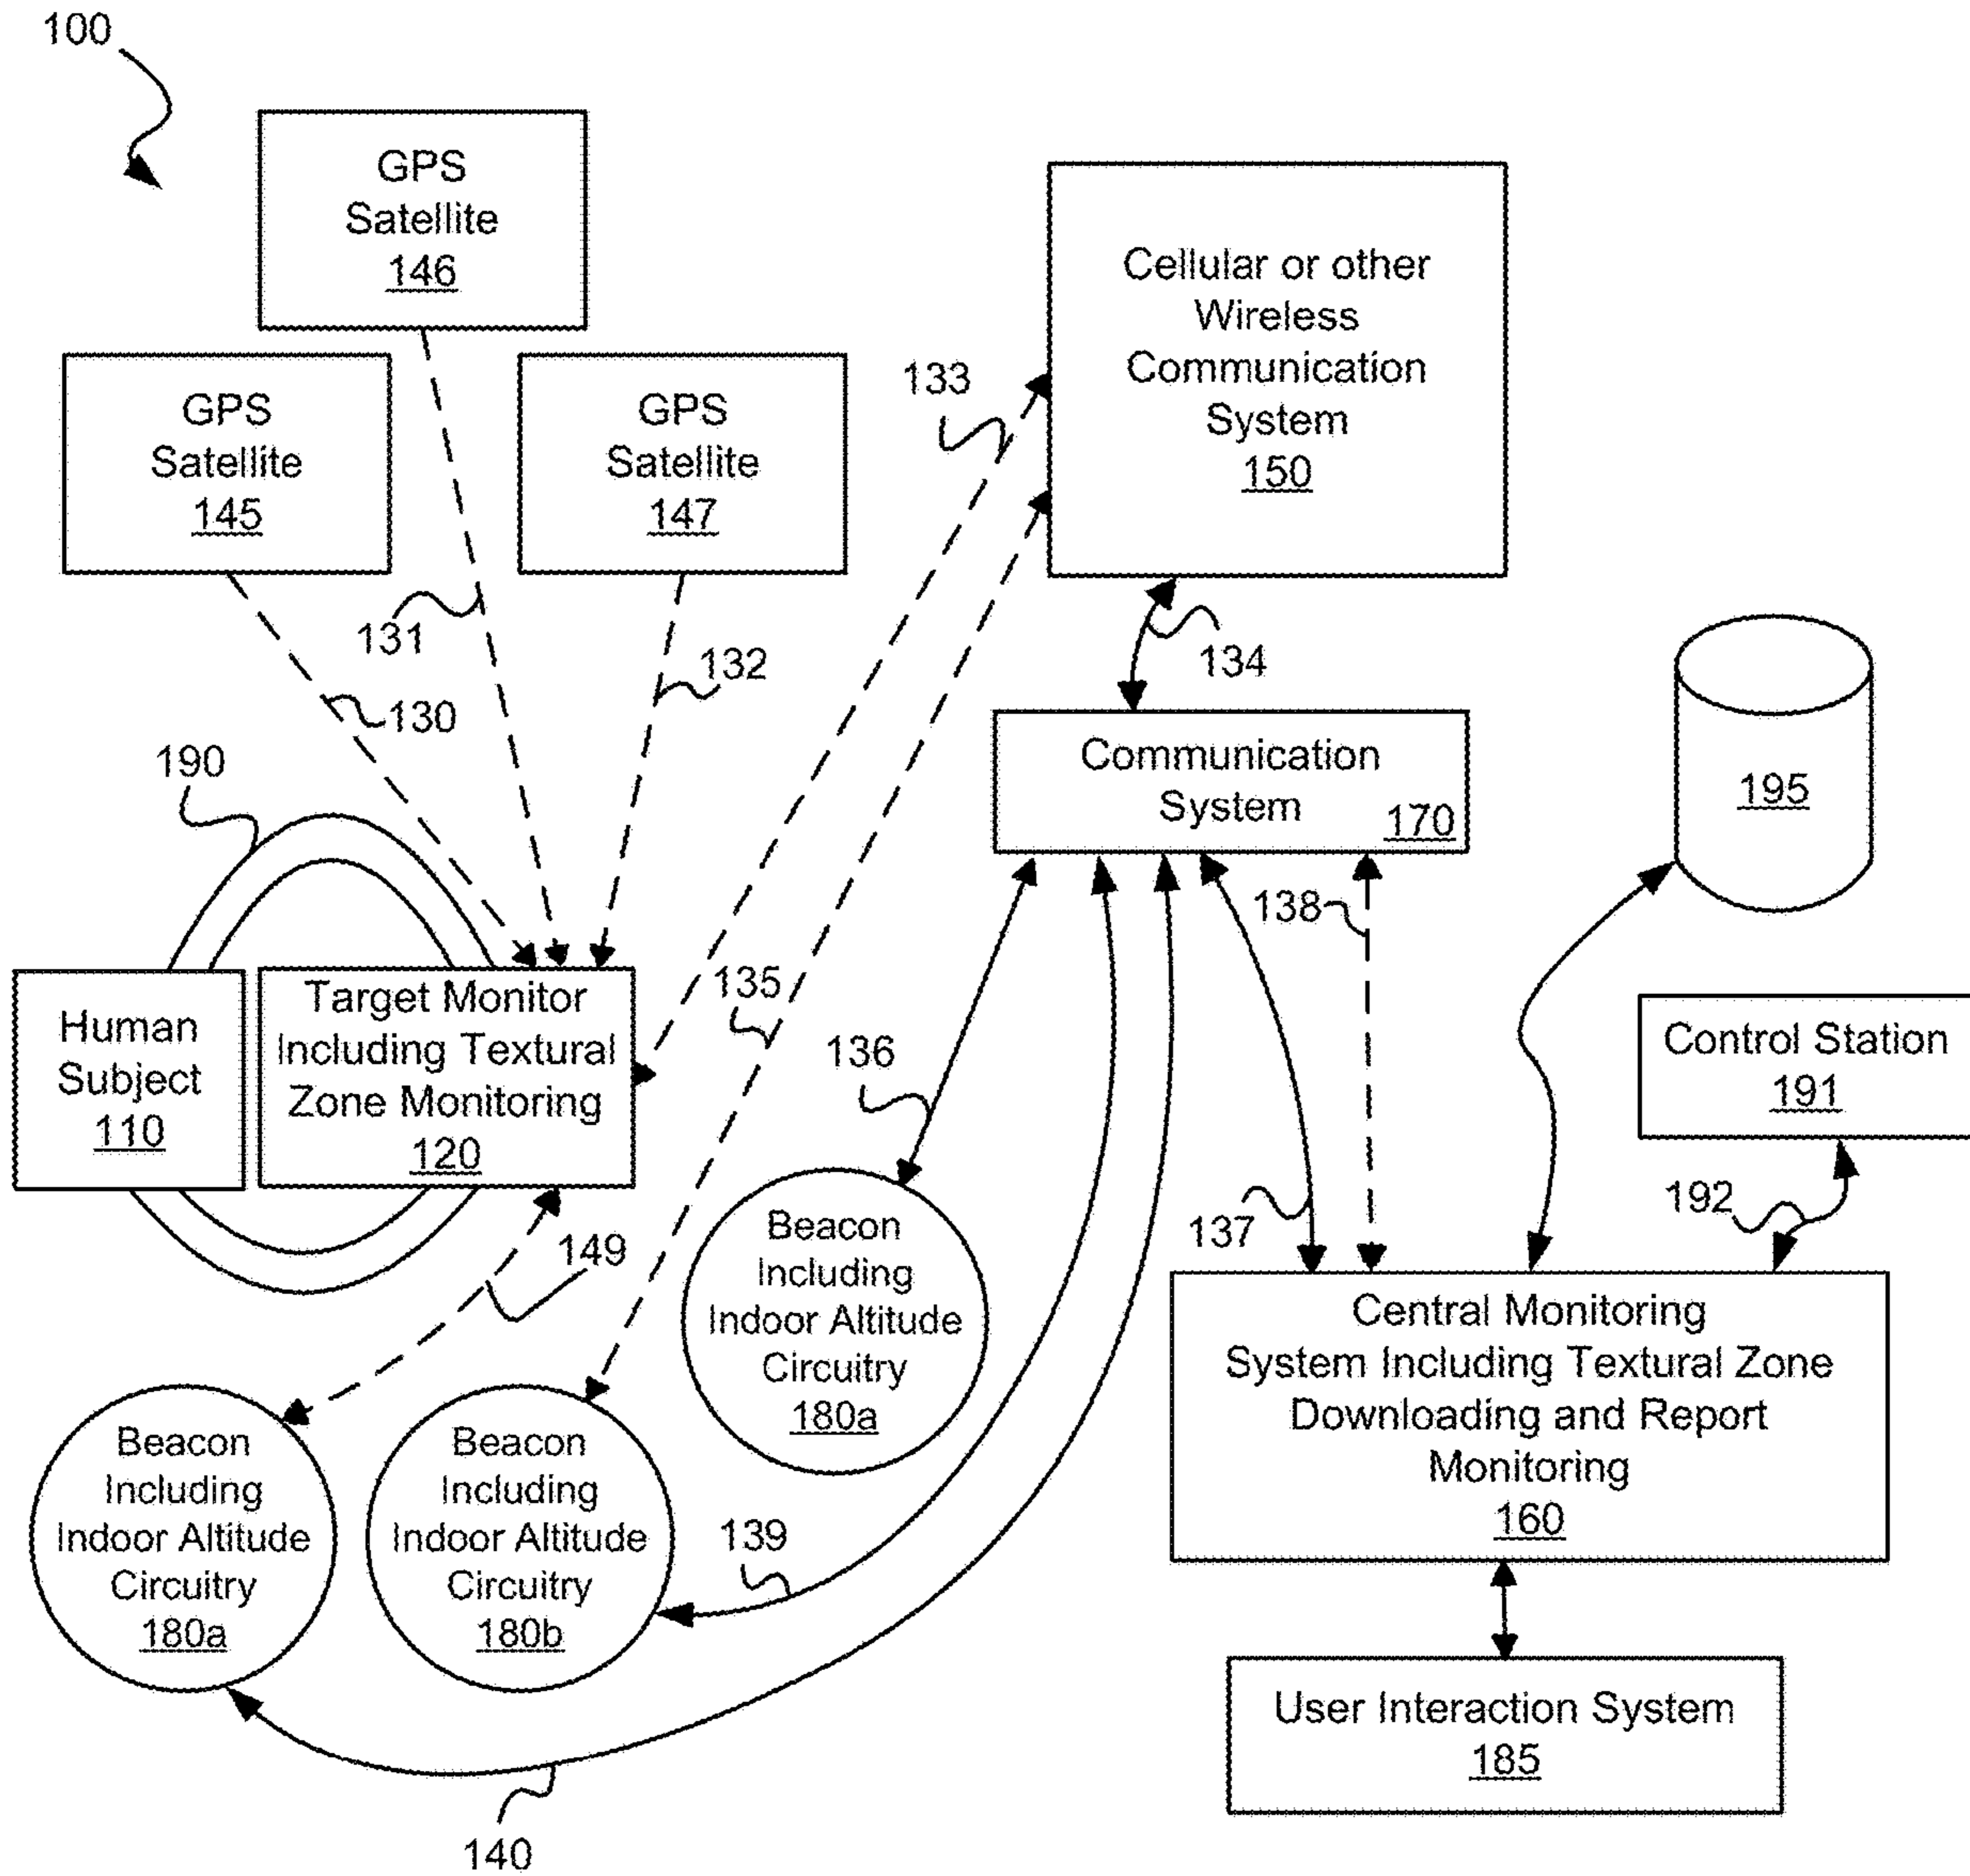 100
GPS
Satellite
146
GPS
Satellite
145
GPS
Satellite
147
Cellular or other
Wireless
Communication
System
150
133
131
132
130
134
190
Communication
System
170
195
138
135
Human
Subject
110
Target Monitor
Including Textural
Zone Monitoring
120
136
Control Station
191
192
137
149
Beacon
Including
Indoor Altitude
Circuitry
180a
Central Monitoring
System Including Textural Zone
Downloading and Report
Monitoring
160
Beacon
Including
Indoor Altitude
Circuitry
180a
Beacon
Including
Indoor Altitude
Circuitry
180b
139
User Interaction System
185
140